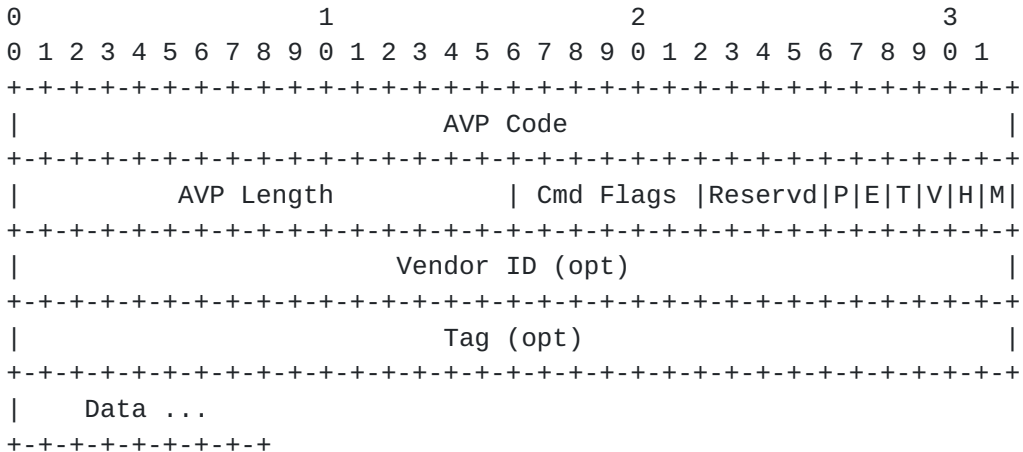 0                   1                   2                   3
0 1 2 3 4 5 6 7 8 9 0 1 2 3 4 5 6 7 8 9 0 1 2 3 4 5 6 7 8 9 0 1
+-+-+-+-+-+-+-+-+-+-+-+-+-+-+-+-+-+-+-+-+-+-+-+-+-+-+-+-+-+-+-+-+
|                           AVP Code                            |
+-+-+-+-+-+-+-+-+-+-+-+-+-+-+-+-+-+-+-+-+-+-+-+-+-+-+-+-+-+-+-+-+
|          AVP Length           | Cmd Flags |Reservd|P|E|T|V|H|M|
+-+-+-+-+-+-+-+-+-+-+-+-+-+-+-+-+-+-+-+-+-+-+-+-+-+-+-+-+-+-+-+-+
|                        Vendor ID (opt)                        |
+-+-+-+-+-+-+-+-+-+-+-+-+-+-+-+-+-+-+-+-+-+-+-+-+-+-+-+-+-+-+-+-+
|                           Tag (opt)                           |
+-+-+-+-+-+-+-+-+-+-+-+-+-+-+-+-+-+-+-+-+-+-+-+-+-+-+-+-+-+-+-+-+
|    Data ...
+-+-+-+-+-+-+-+-+